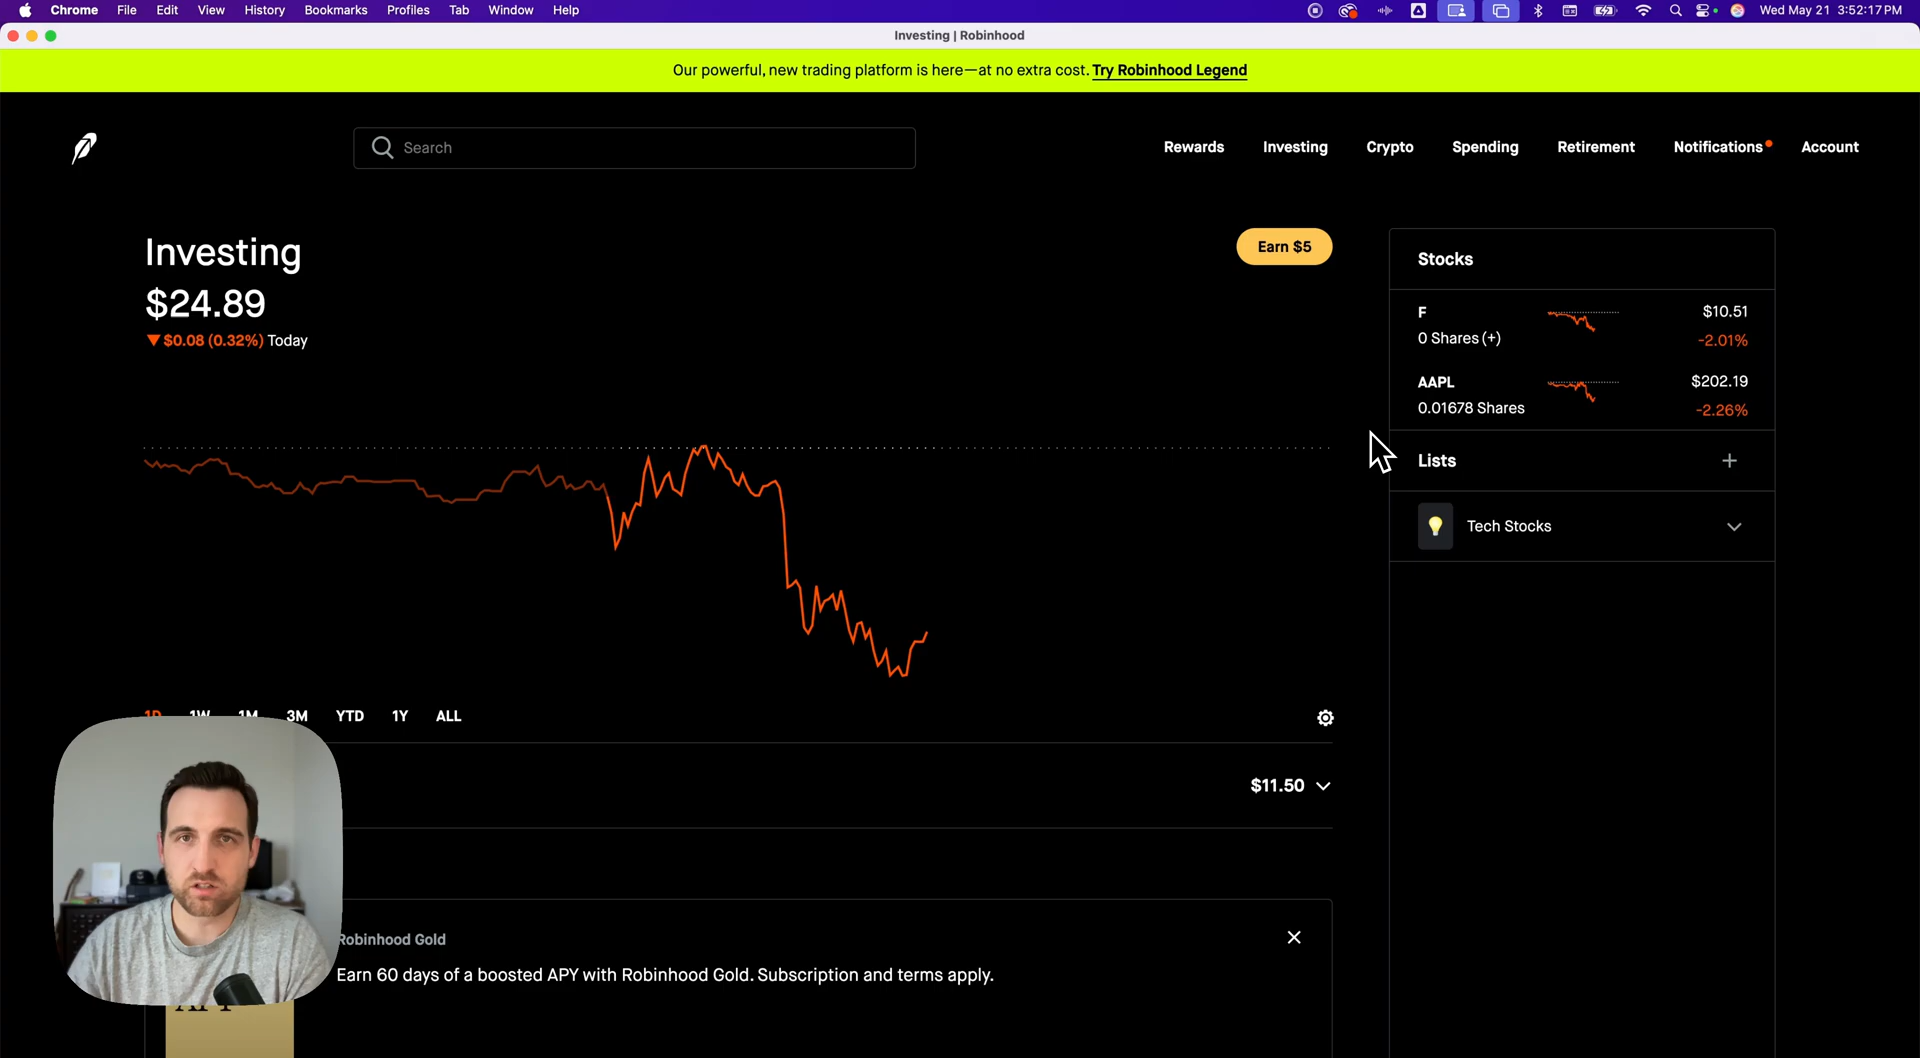 Chrome File Edit View History Bookmarks Profiles Tab Window Help Wed May 21 3:52:17 PM
Investing | Robinhood
Our powerful, new trading platform is here—at no extra cost. Try Robinhood Legend
Search Rewards Investing Crypto Spending Retirement Notifications Account
Investing
$24.89
$0.08 (0.32%) Today
Earn $5
Stocks
F $10.51
0 Shares (+) -2.01%
AAPL $202.19
0.01678 Shares -2.26%
Lists
Tech Stocks
1D 1W 1M 3M YTD 1Y ALL
$11.50
Robinhood Gold
Earn 60 days of a boosted APY with Robinhood Gold. Subscription and terms apply.
APY